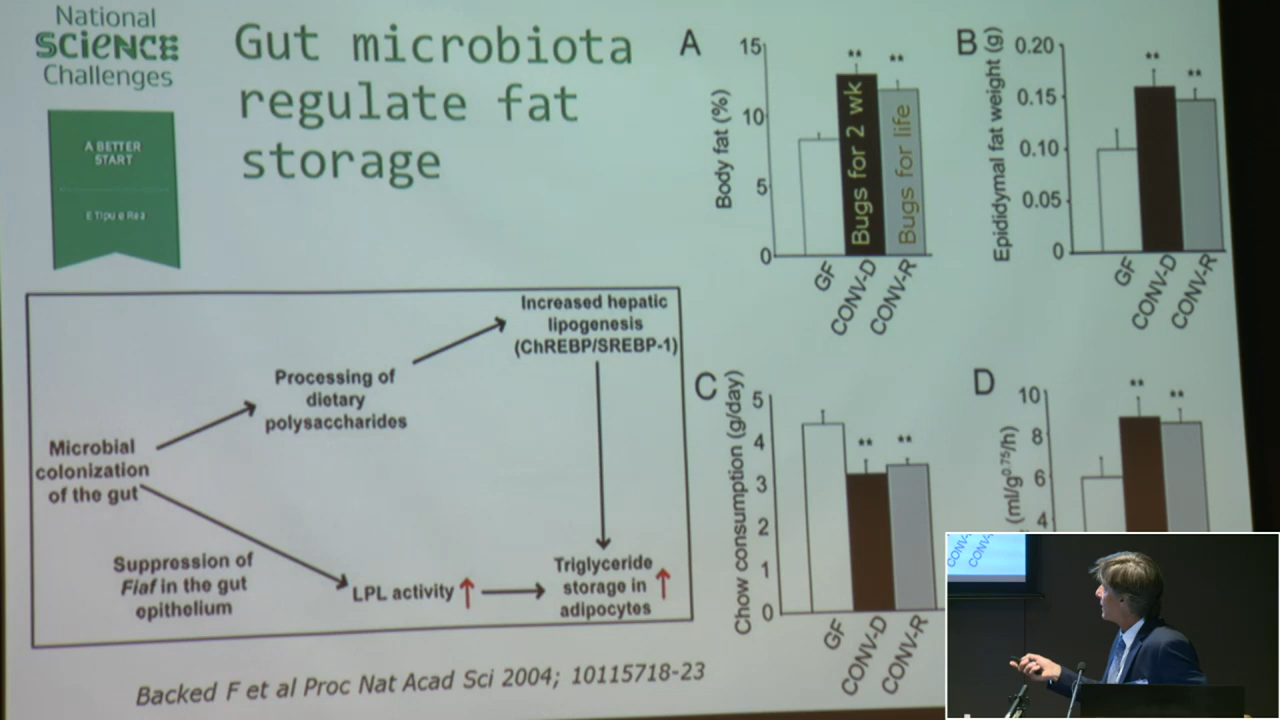 National
SCiENCE
Challenges
A BETTER
START
E Tipu e Rea
Gut microbiota
regulate fat
storage
Microbial
colonization
of the gut
Processing of
dietary
polysaccharides
Increased hepatic
lipogenesis
(ChREBP/SREBP-1)
Suppression of
Fiaf in the gut
epithelium
LPL activity
Triglyceride
storage in
adipocytes
Backed F et al Proc Nat Acad Sci 2004; 10115718-23
A
Body fat (%)
15
10
5
0
** **
Bugs for 2 wk
Bugs for life
GF
CONV-D
CONV-R
B
Epididymal fat weight (g)
0.20
0.15
0.10
0.05
0
** **
GF
CONV-D
CONV-R
C
Chow consumption (g/day)
5
4
3
2
1
0
** **
GF
CONV-D
CONV-R
D
(ml/g0.75/h)
10
8
6
4
** **
CONV-
CONV-